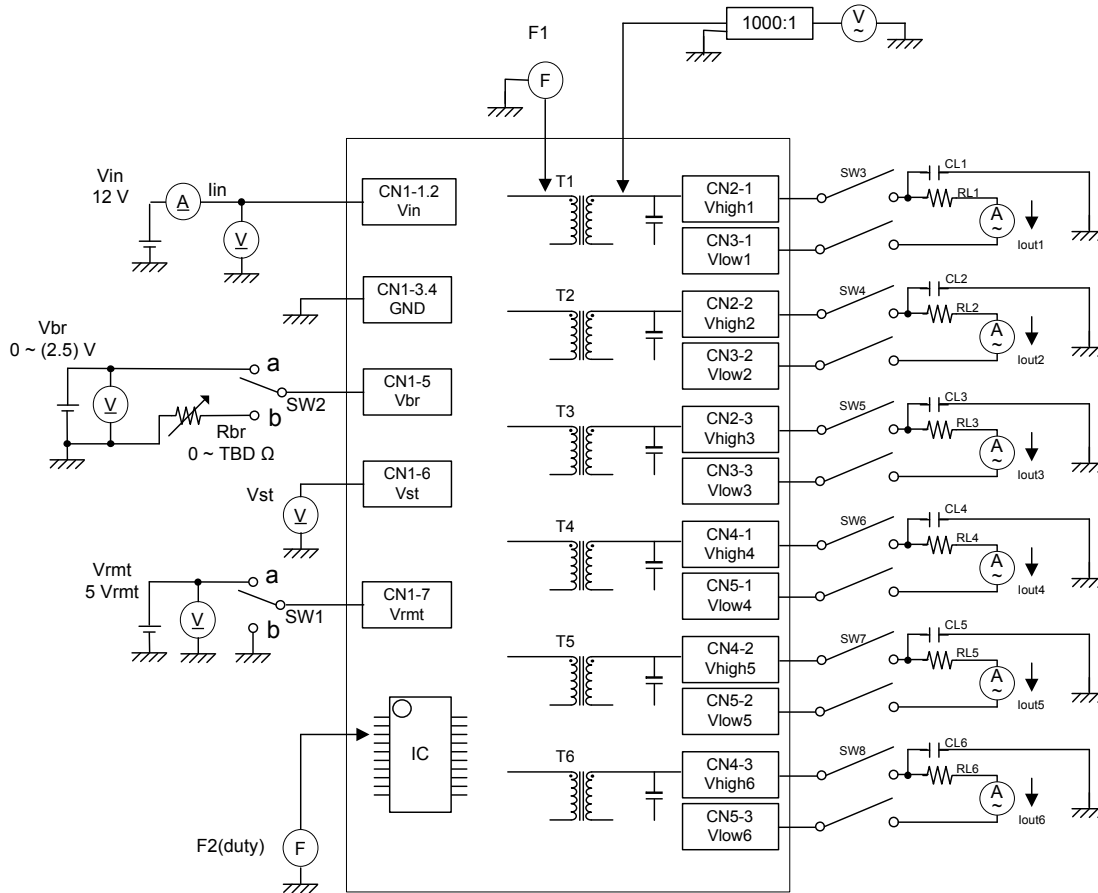 1000:1
V
~
F1
F
Vin
12 V
A
Iin
V
CN1-1.2
Vin
CN1-3.4
GND
Vbr
0 ~ (2.5) V
V
a
b
SW2
Rbr
0 ~ TBD Ω
CN1-5
Vbr
Vst
V
CN1-6
Vst
Vrmt
5 Vrmt
V
a
b
SW1
CN1-7
Vrmt
IC
F2(duty)
F
T1
CN2-1
Vhigh1
CN3-1
Vlow1
SW3
CL1
RL1
A
~
Iout1
T2
CN2-2
Vhigh2
CN3-2
Vlow2
SW4
CL2
RL2
A
~
Iout2
T3
CN2-3
Vhigh3
CN3-3
Vlow3
SW5
CL3
RL3
A
~
Iout3
T4
CN4-1
Vhigh4
CN5-1
Vlow4
SW6
CL4
RL4
A
~
Iout4
T5
CN4-2
Vhigh5
CN5-2
Vlow5
SW7
CL5
RL5
A
~
Iout5
T6
CN4-3
Vhigh6
CN5-3
Vlow6
SW8
CL6
RL6
A
~
Iout6